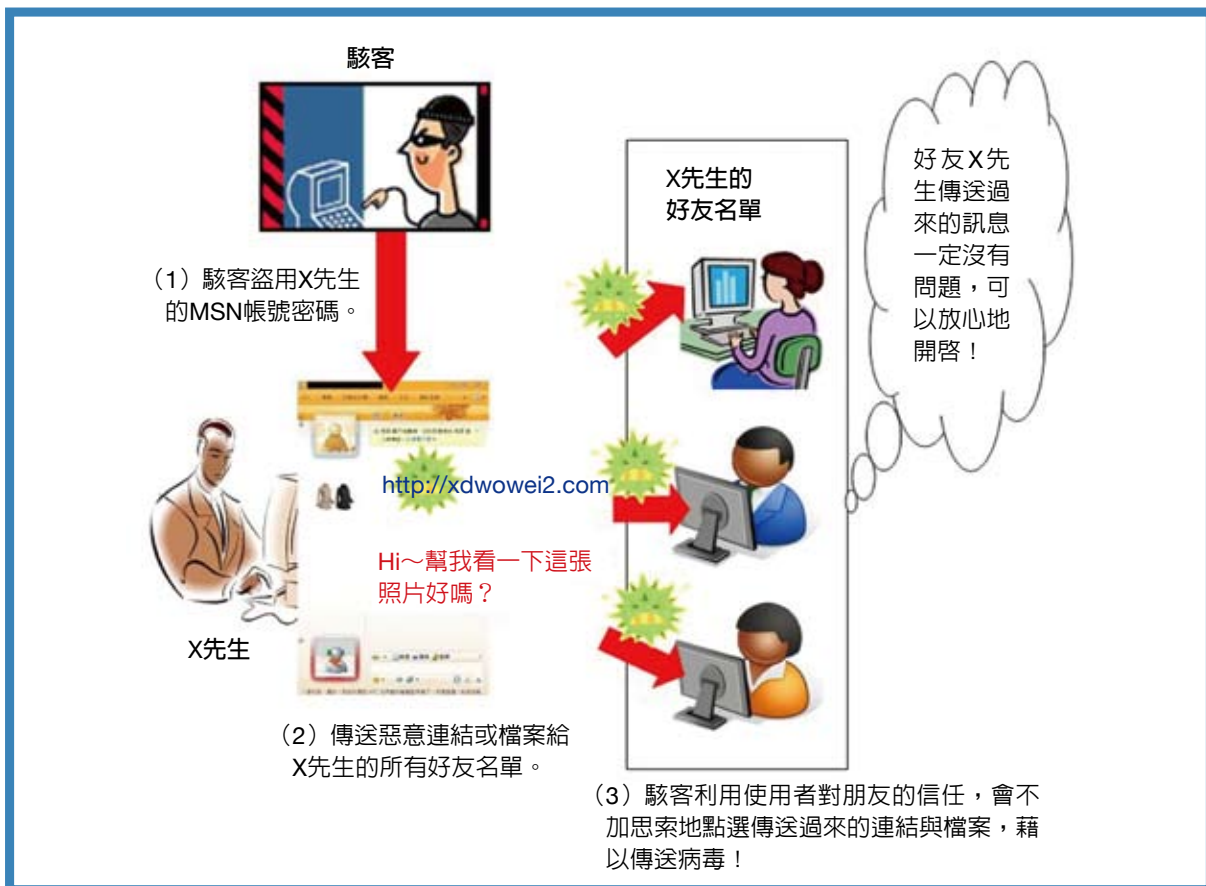 駭客
（1）駭客盜用X先生
的MSN帳號密碼。
X先生的
好友名單
好友X先
生傳送過
來的訊息
一定沒有
問題，可
以放心地
開啓！
http://xdwowei2.com
Hi～幫我看一下這張
照片好嗎？
X先生
（2）傳送惡意連結或檔案給
X先生的所有好友名單。
（3）駭客利用使用者對朋友的信任，會不
加思索地點選傳送過來的連結與檔案，藉
以傳送病毒！